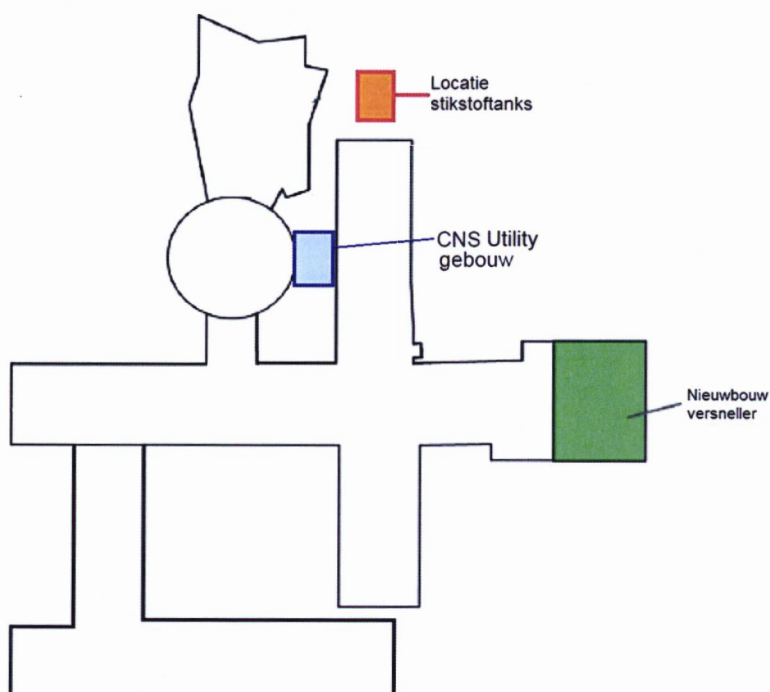 Locatie
stikstoftanks
CNS Utility
gebouw
Nieuwbouw
versneller